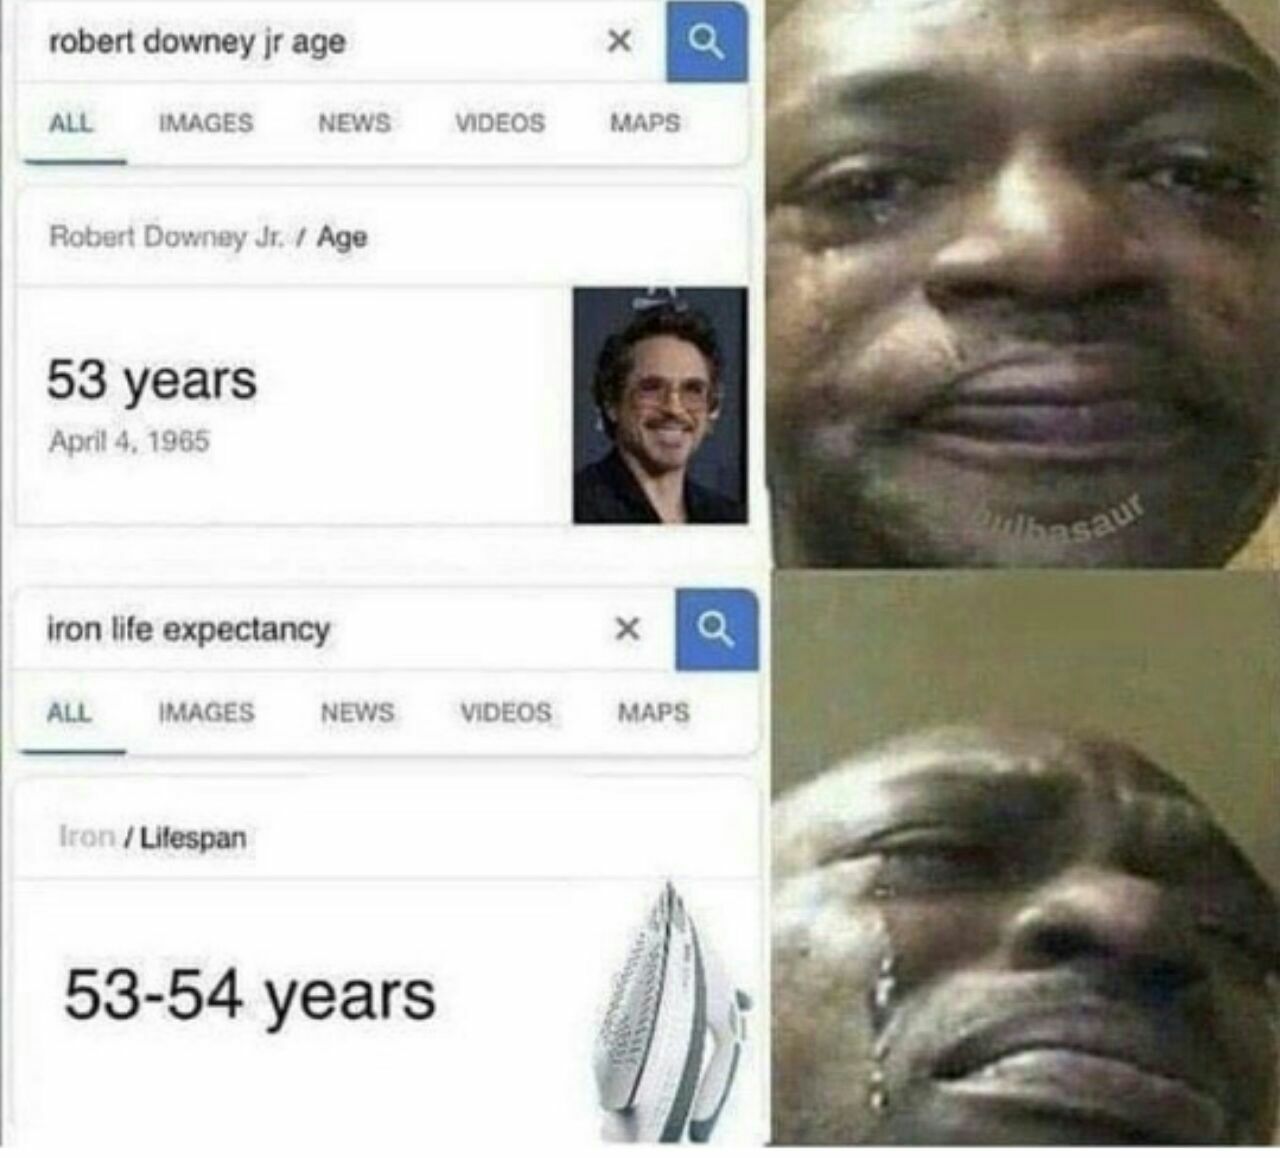 robert downey jr age
ALL IMAGES NEWS VIDEOS MAPS
Robert Downey Jr. / Age
53 years
April 4, 1965
iron life expectancy
ALL IMAGES NEWS VIDEOS MAPS
Iron / Lifespan
53-54 years